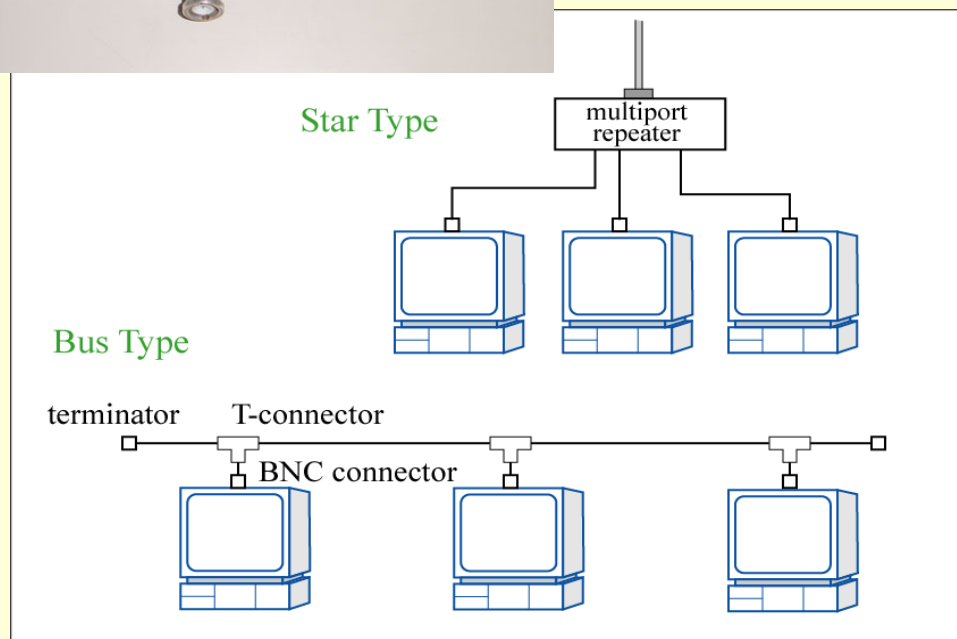 Star Type
multiport
repeater
Bus Type
terminator T-connector
BNC connector